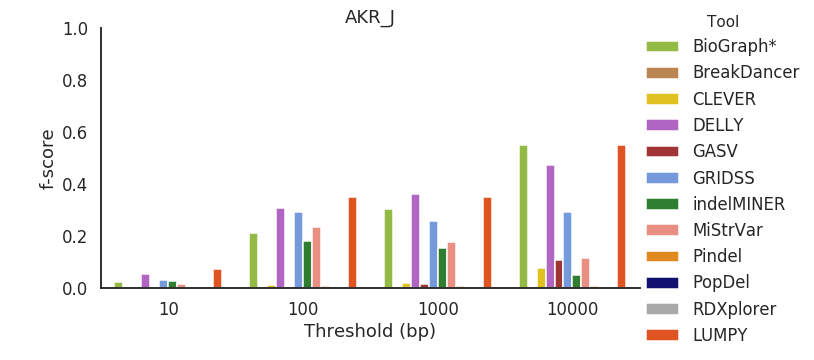 AKR_J
Tool
BioGraph*
BreakDancer
CLEVER
DELLY
GASV
GRIDSS
indelMINER
MiStrVar
Pindel
PopDel
RDXplorer
LUMPY
f-score
1.0
0.8
0.6
0.4
0.2
0.0
10
100
1000
10000
Threshold (bp)